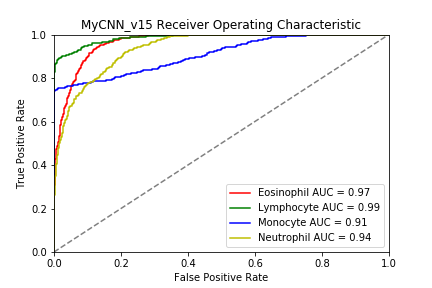 MyCNN_v15 Receiver Operating Characteristic
1.0
0.8
0.6
0.4
0.2
0.0
True Positive Rate
Eosinophil AUC = 0.97
Lymphocyte AUC = 0.99
Monocyte AUC = 0.91
Neutrophil AUC = 0.94
0.0 0.2 0.4 0.6 0.8 1.0
False Positive Rate